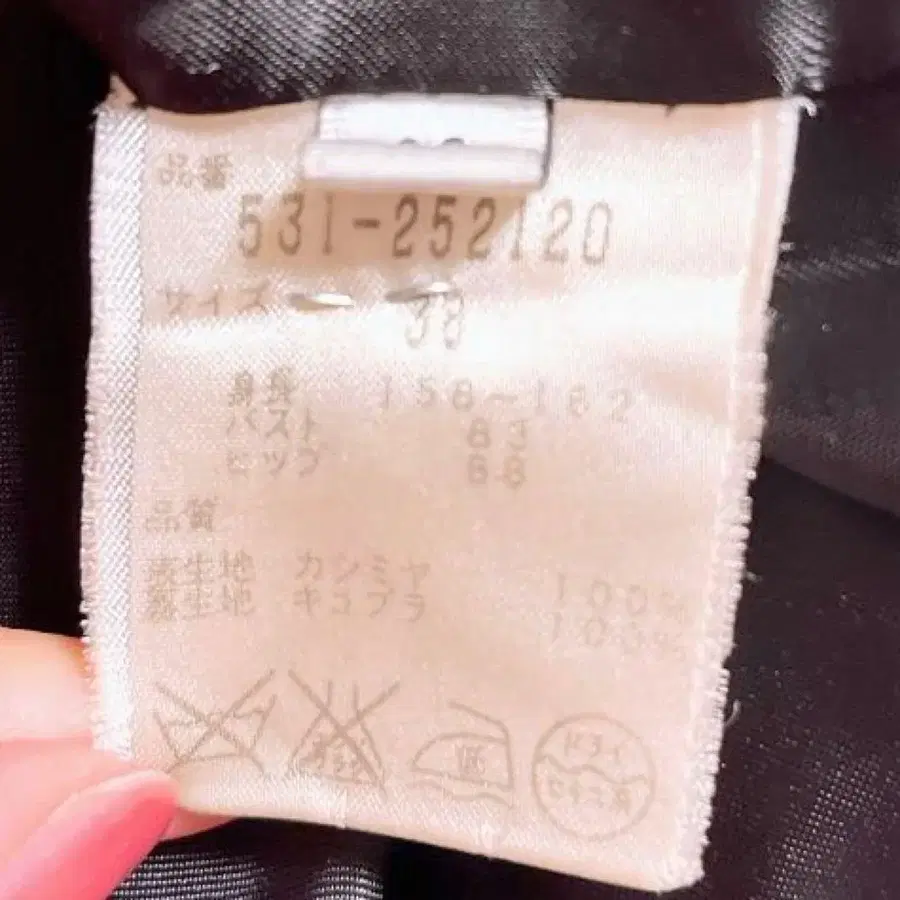 品番
531-252120
サイズ 38
身長 158~162
バスト 83
ヒップ 88
品質
表生地 カシミヤ 100%
裏生地 キュプラ 100%